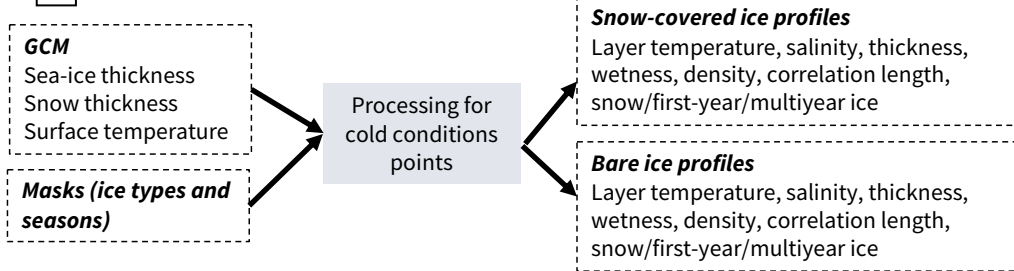 GCM
Sea-ice thickness
Snow thickness
Surface temperature
Masks (ice types and
seasons)
Processing for
cold conditions
points
Snow-covered ice profiles
Layer temperature, salinity, thickness,
wetness, density, correlation length,
snow/first-year/multiyear ice
Bare ice profiles
Layer temperature, salinity, thickness,
wetness, density, correlation length,
snow/first-year/multiyear ice